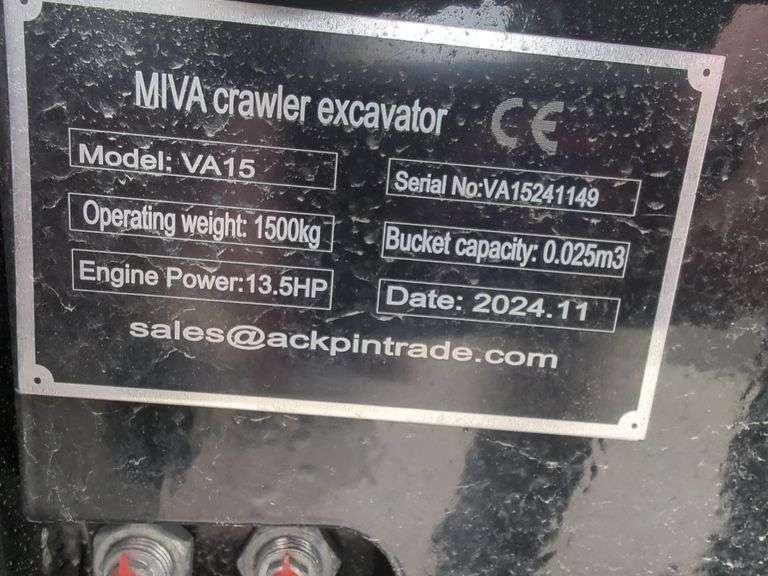 MIVA crawler excavator CE
Model: VA15
Serial No:VA15241149
Operating weight: 1500kg
Bucket capacity: 0.025m3
Engine Power:13.5HP
Date: 2024.11
sales@ackpintrade.com